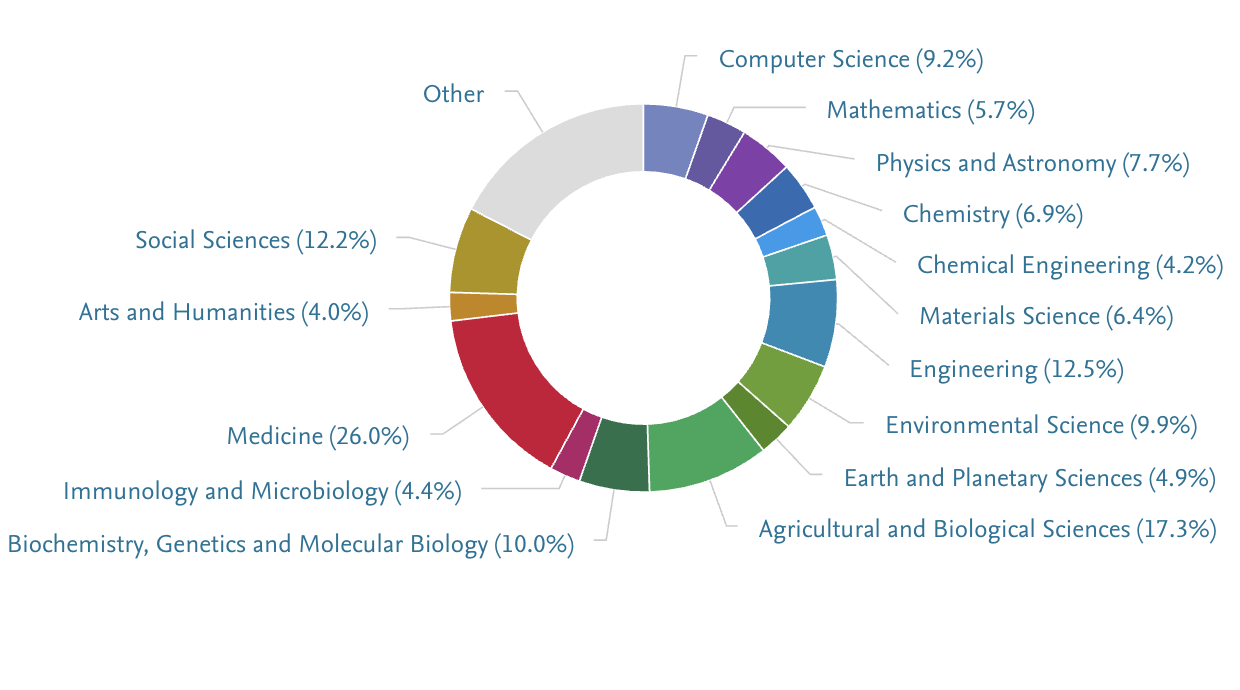 Computer Science (9.2%)
Other
Mathematics (5.7%)
Physics and Astronomy (7.7%)
Chemistry (6.9%)
Social Sciences (12.2%)
Chemical Engineering (4.2%)
Arts and Humanities (4.0%)
Materials Science (6.4%)
Engineering (12.5%)
Environmental Science (9.9%)
Medicine (26.0%)
Earth and Planetary Sciences (4.9%)
Immunology and Microbiology (4.4%)
Agricultural and Biological Sciences (17.3%)
Biochemistry, Genetics and Molecular Biology (10.0%)